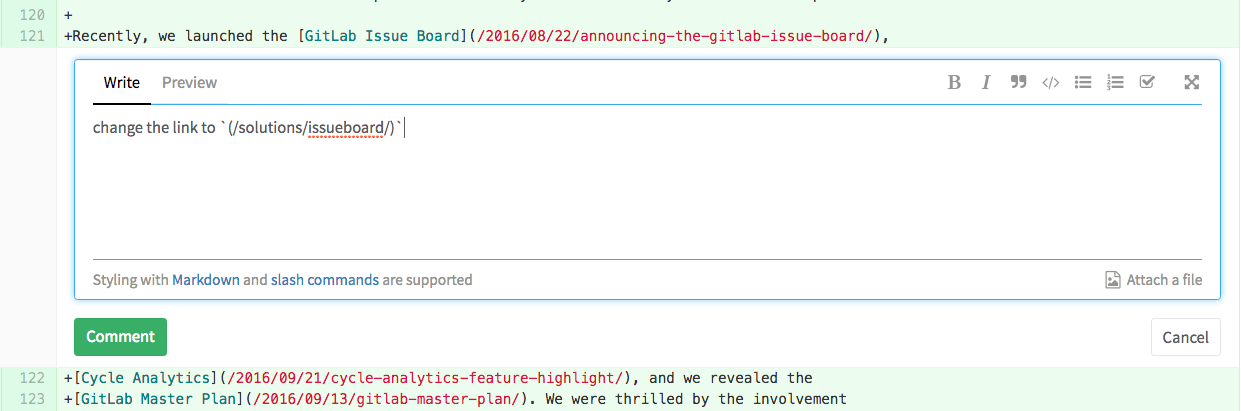 120 +
121 +Recently, we launched the [GitLab Issue Board](/2016/08/22/announcing-the-gitlab-issue-board/),
Write Preview B I
change the link to `(/solutions/issueboard/)`
Styling with Markdown and slash commands are supported Attach a file
Comment Cancel
122 +[Cycle Analytics](/2016/09/21/cycle-analytics-feature-highlight/), and we revealed the
123 +[GitLab Master Plan](/2016/09/13/gitlab-master-plan/). We were thrilled by the involvement